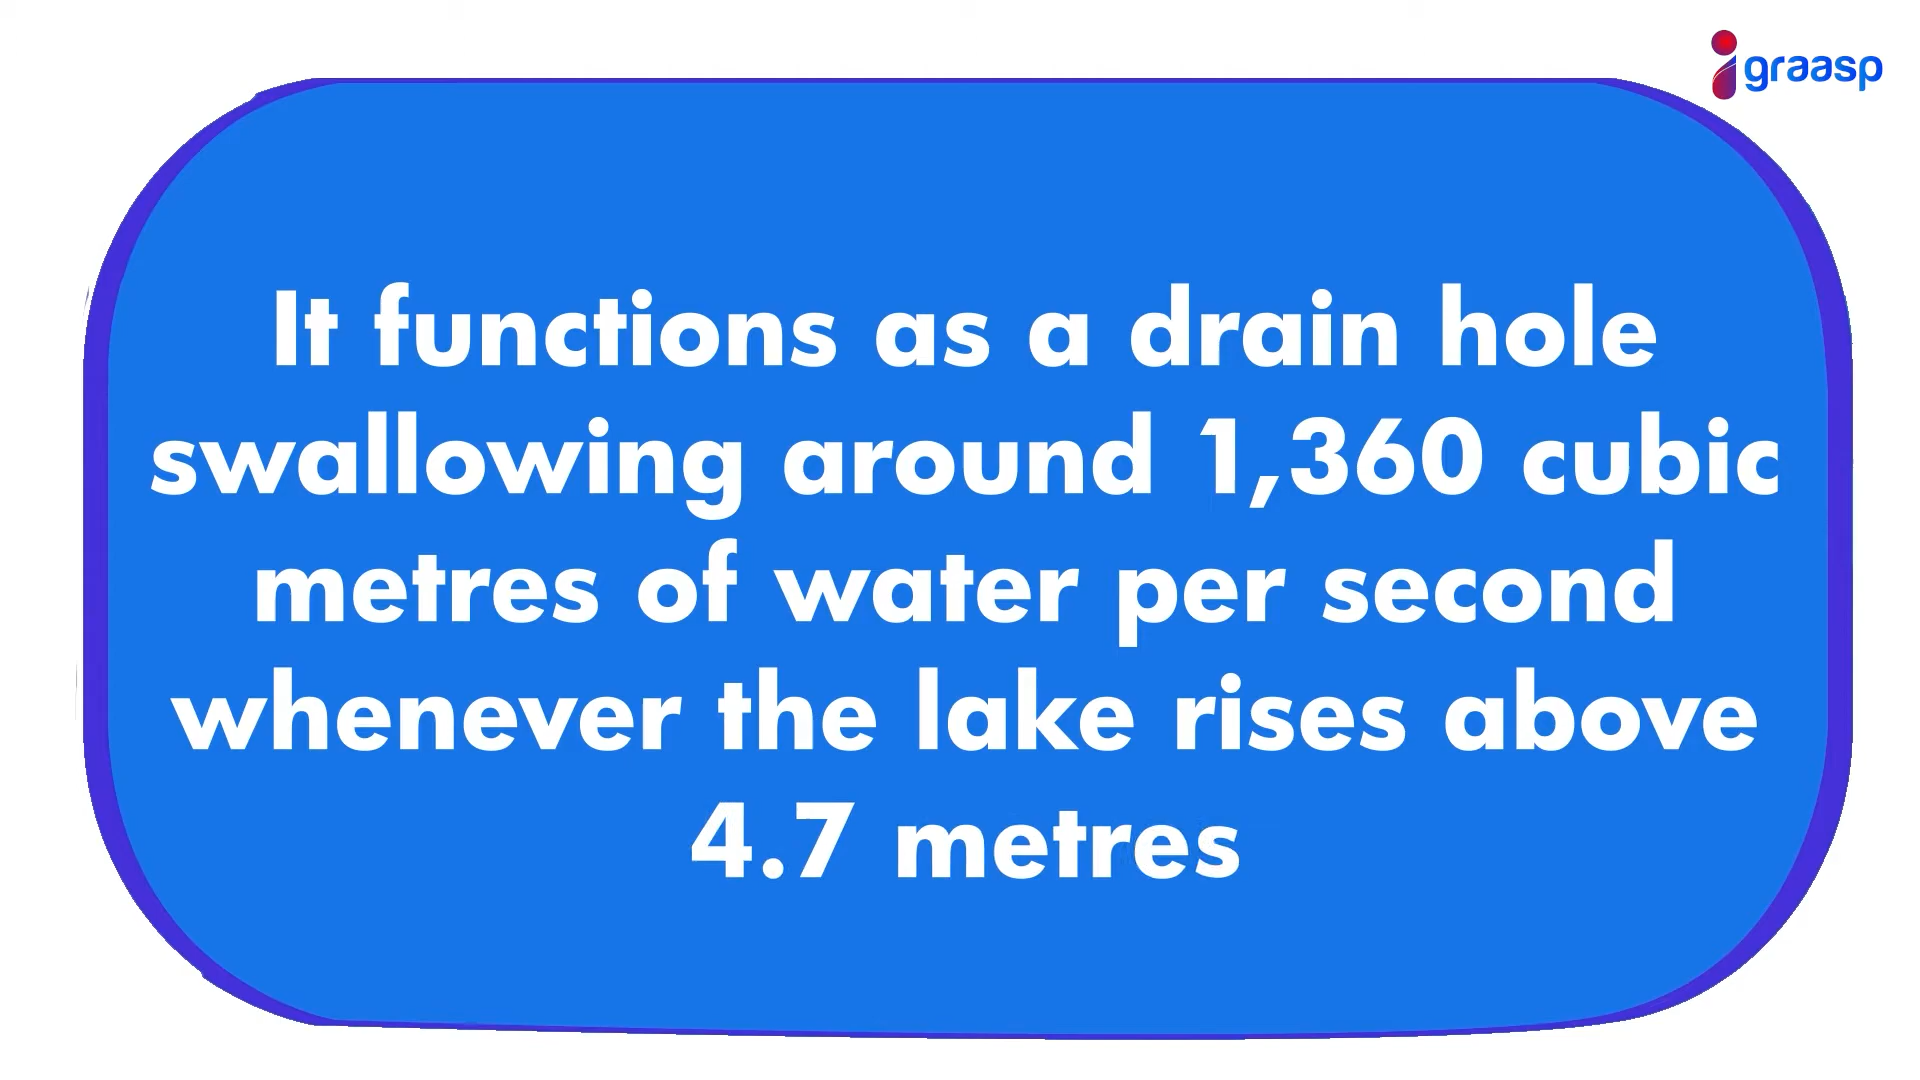 igraasp
It functions as a drain hole
swallowing around 1,360 cubic
metres of water per second
whenever the lake rises above
4.7 metres